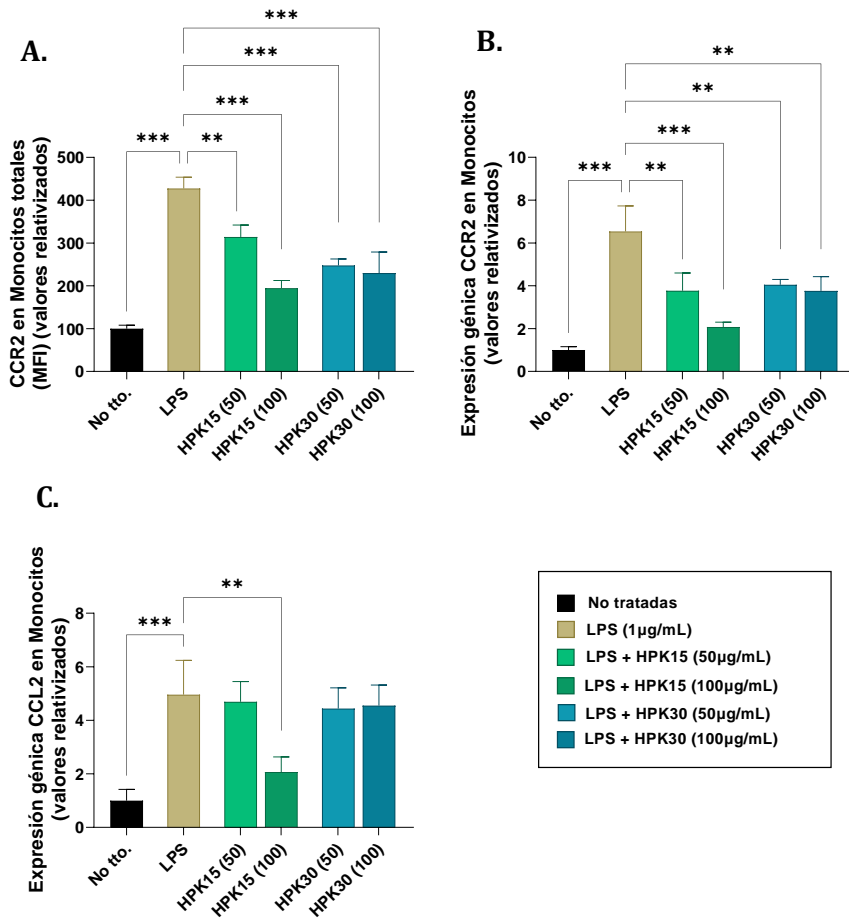 A.
***
***
***
***
**
CCR2 en Monocitos totales
(MFI) (valores relativizados)
500
400
300
200
100
0
No tto.
LPS
HPK15 (50)
HPK15 (100)
HPK30 (50)
HPK30 (100)
B.
**
**
***
***
**
Expresión génica CCR2 en Monocitos
(valores relativizados)
10
8
6
4
2
0
No tto.
LPS
HPK15 (50)
HPK15 (100)
HPK30 (50)
HPK30 (100)
C.
**
***
Expresión génica CCL2 en Monocitos
(valores relativizados)
8
6
4
2
0
No tto.
LPS
HPK15 (50)
HPK15 (100)
HPK30 (50)
HPK30 (100)
No tratadas
LPS (1µg/mL)
LPS + HPK15 (50µg/mL)
LPS + HPK15 (100µg/mL)
LPS + HPK30 (50µg/mL)
LPS + HPK30 (100µg/mL)